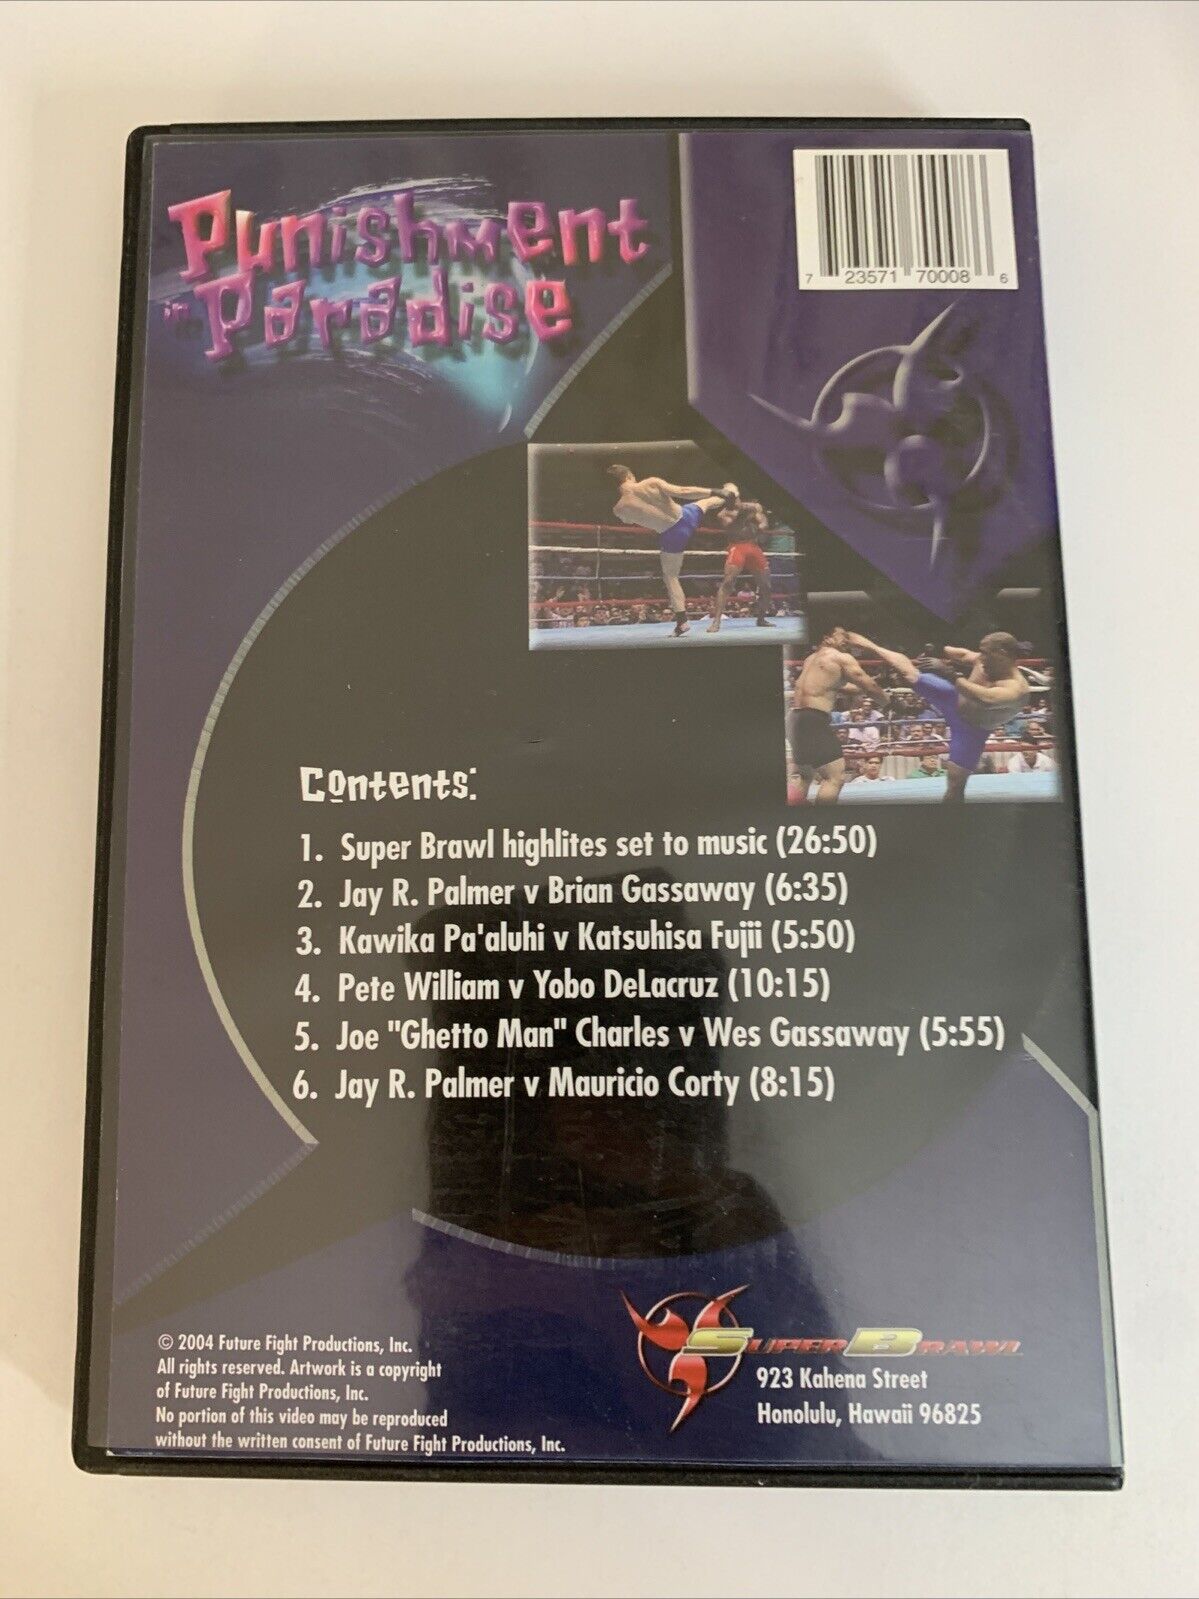 Punishment
in Paradise
7 23571 70008 6
Contents:
1. Super Brawl highlites set to music (26:50)
2. Jay R. Palmer v Brian Gassaway (6:35)
3. Kawika Pa'aluhi v Katsuhisa Fujii (5:50)
4. Pete William v Yobo DeLacruz (10:15)
5. Joe "Ghetto Man" Charles v Wes Gassaway (5:55)
6. Jay R. Palmer v Mauricio Corty (8:15)
© 2004 Future Fight Productions, Inc.
All rights reserved. Artwork is a copyright
of Future Fight Productions, Inc.
No portion of this video may be reproduced
without the written consent of Future Fight Productions, Inc.
SUPERBRAWL
923 Kahena Street
Honolulu, Hawaii 96825